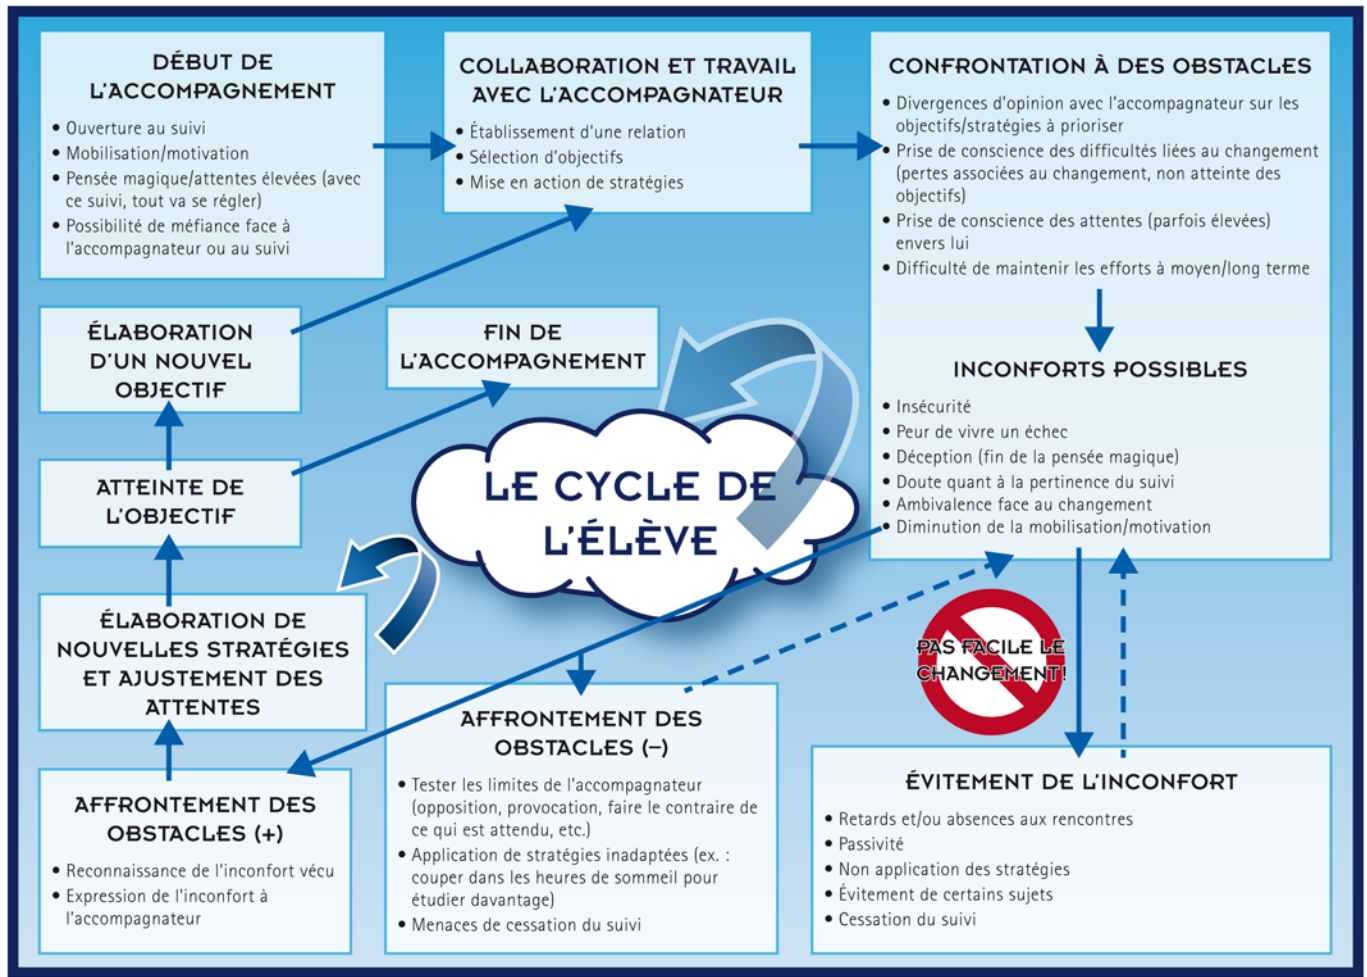 DÉBUT DE
L'ACCOMPAGNEMENT
• Ouverture au suivi
• Mobilisation/motivation
• Pensée magique/attentes élevées (avec
ce suivi, tout va se régler)
• Possibilité de méfiance face à
l'accompagnateur ou au suivi
COLLABORATION ET TRAVAIL
AVEC L'ACCOMPAGNATEUR
• Établissement d'une relation
• Sélection d'objectifs
• Mise en action de stratégies
CONFRONTATION À DES OBSTACLES
• Divergences d'opinion avec l'accompagnateur sur les
objectifs/stratégies à prioriser
• Prise de conscience des difficultés liées au changement
(pertes associées au changement, non atteinte des
objectifs)
• Prise de conscience des attentes (parfois élevées)
envers lui
• Difficulté de maintenir les efforts à moyen/long terme
INCONFORTS POSSIBLES
• Insécurité
• Peur de vivre un échec
• Déception (fin de la pensée magique)
• Doute quant à la pertinence du suivi
• Ambivalence face au changement
• Diminution de la mobilisation/motivation
ÉLABORATION
D'UN NOUVEL
OBJECTIF
FIN DE
L'ACCOMPAGNEMENT
ATTEINTE DE
L'OBJECTIF
LE CYCLE DE
L'ÉLÈVE
ÉLABORATION DE
NOUVELLES STRATÉGIES
ET AJUSTEMENT DES
ATTENTES
PAS FACILE LE
CHANGEMENT!
AFFRONTEMENT DES
OBSTACLES (+)
• Reconnaissance de l'inconfort vécu
• Expression de l'inconfort à
l'accompagnateur
AFFRONTEMENT DES
OBSTACLES (–)
• Tester les limites de l'accompagnateur
(opposition, provocation, faire le contraire de
ce qui est attendu, etc.)
• Application de stratégies inadaptées (ex. :
couper dans les heures de sommeil pour
étudier davantage)
• Menaces de cessation du suivi
ÉVITEMENT DE L'INCONFORT
• Retards et/ou absences aux rencontres
• Passivité
• Non application des stratégies
• Évitement de certains sujets
• Cessation du suivi